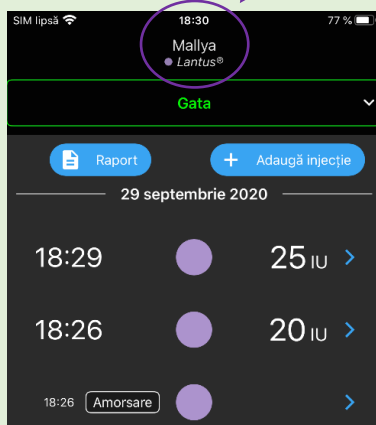 SIM lipsă 18:30 77 %
Mallya
Lantus®
Gata
Raport + Adaugă injecție
29 septembrie 2020
18:29 25 IU
18:26 20 IU
18:26 Amorsare